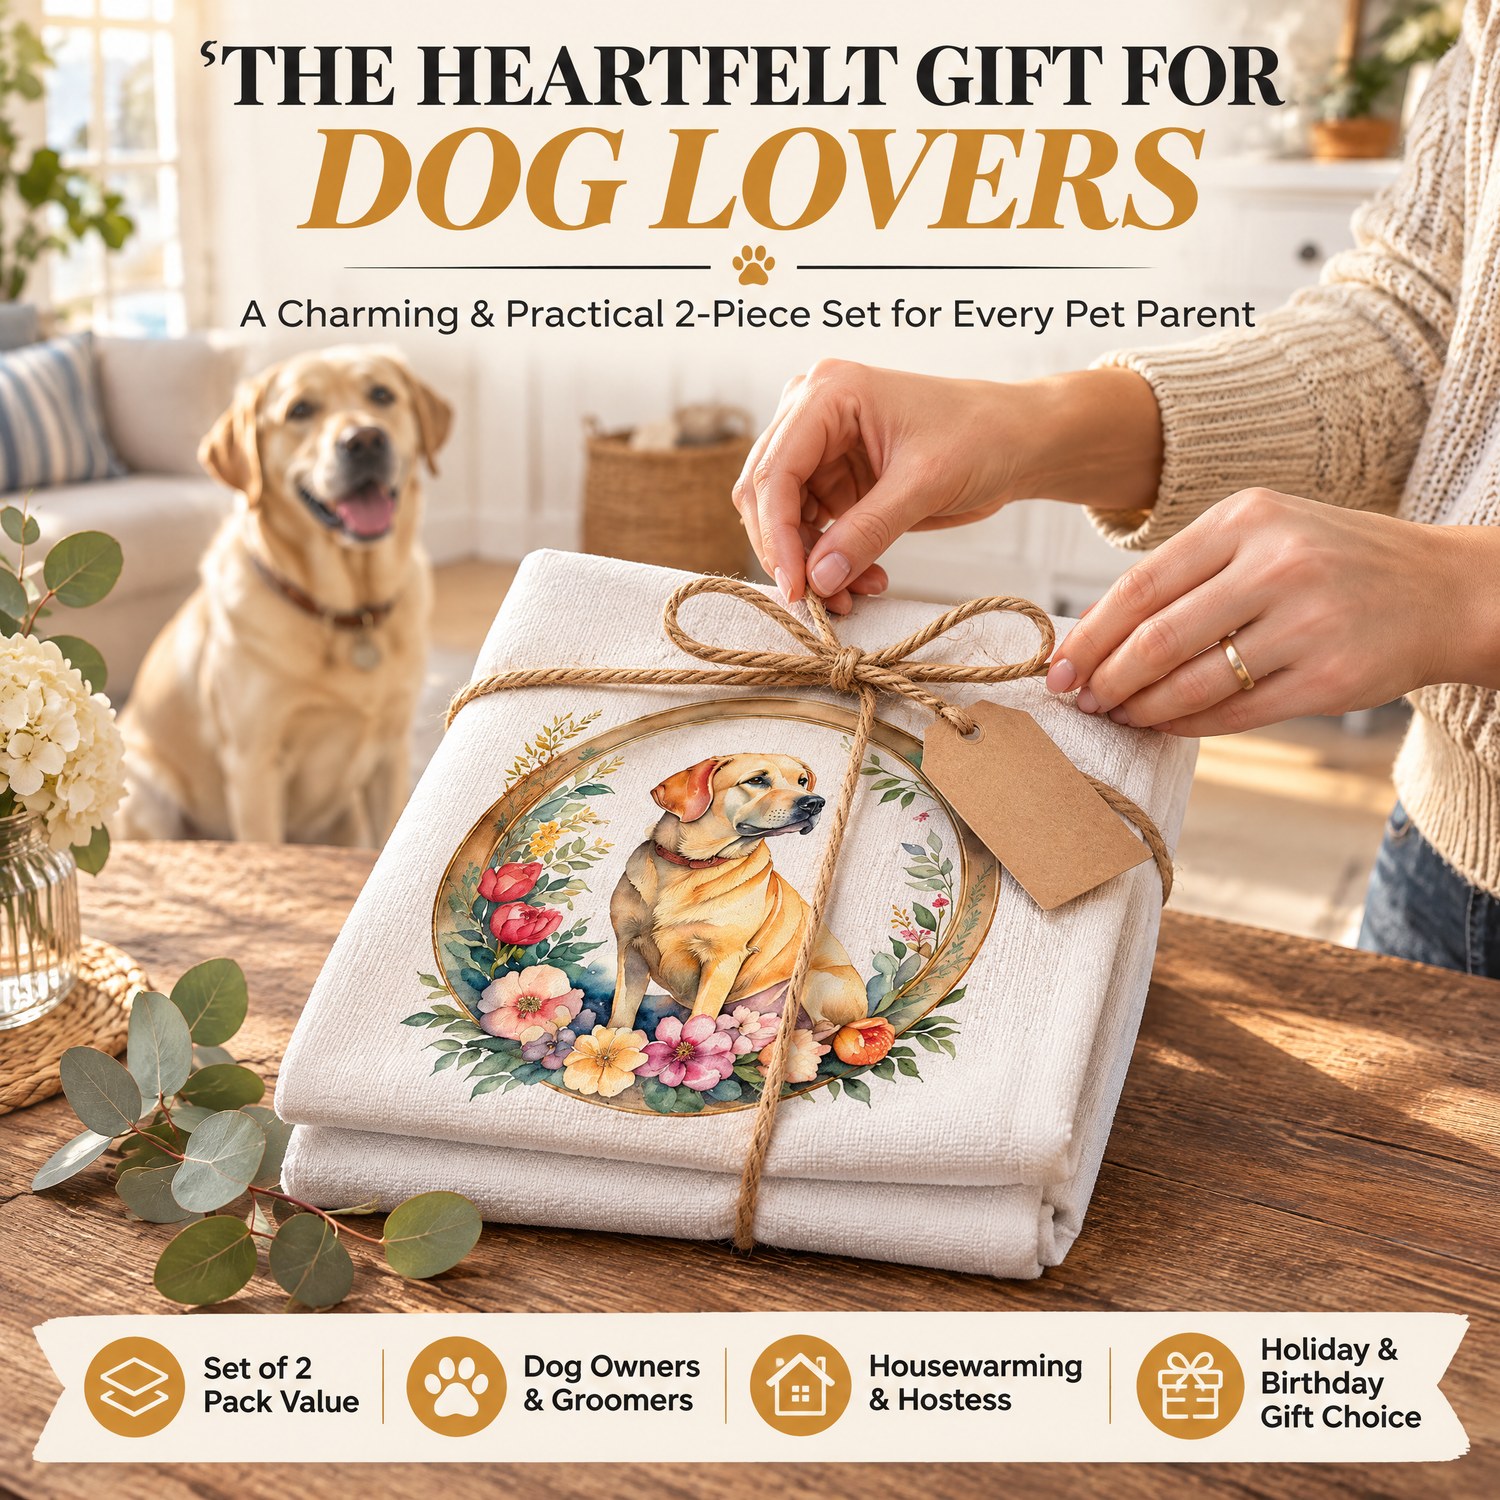 ‘THE HEARTFELT GIFT FOR
DOG LOVERS
A Charming & Practical 2-Piece Set for Every Pet Parent
Set of 2
Pack Value
Dog Owners
& Groomers
Housewarming
& Hostess
Holiday &
Birthday
Gift Choice